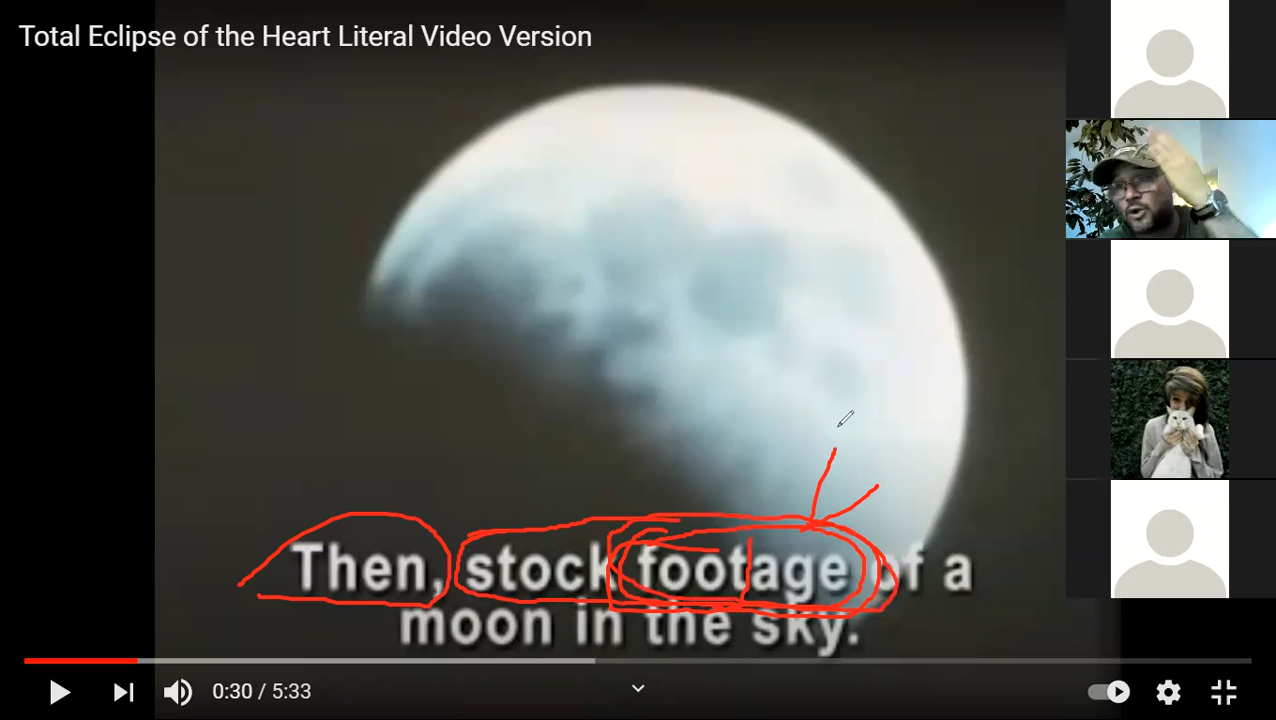 Total Eclipse of the Heart Literal Video Version
Then, stock footage of a
moon in the sky.
0:30 / 5:33